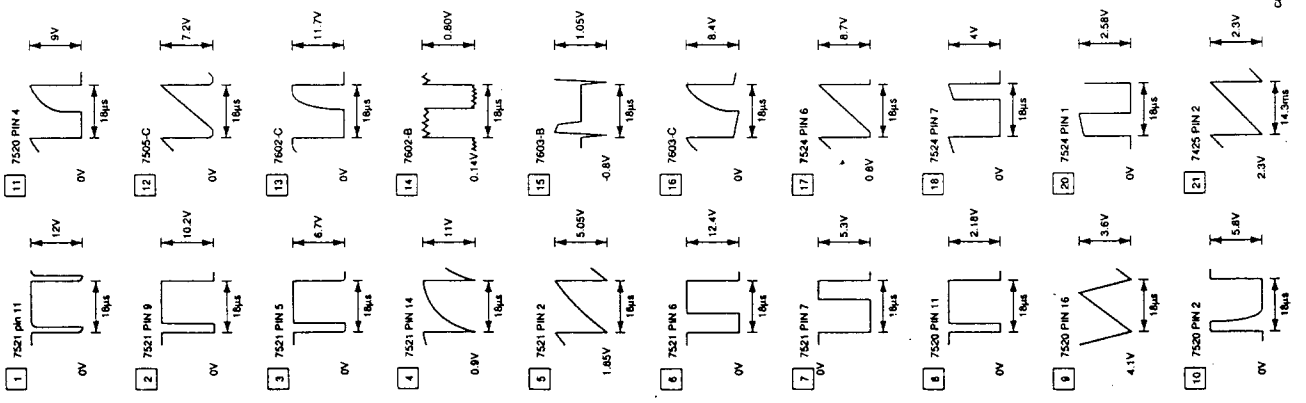 1 7521 pin 11
12V
0V
18µs
2 7521 PIN 9
10.2V
0V
18µs
3 7521 PIN 5
6.7V
0V
18µs
4 7521 PIN 14
11V
0.9V
18µs
5 7521 PIN 2
5.05V
1.85V
18µs
6 7521 PIN 6
12.4V
0V
18µs
7 7521 PIN 7
0V
5.3V
18µs
8 7520 PIN 11
2.18V
0V
18µs
9 7520 PIN 16
3.6V
4.1V
18µs
10 7520 PIN 2
5.8V
0V
18µs
11 7520 PIN 4
9V
0V
18µs
12 7505-C
7.2V
0V
18µs
13 7602-C
11.7V
0V
18µs
14 7602-B
0.80V
0.14V
18µs
15 7603-B
1.05V
-0.8V
18µs
16 7603-C
8.4V
0V
18µs
17 7524 PIN 6
8.7V
0.6V
18µs
18 7524 PIN 7
4V
0V
18µs
20 7524 PIN 1
2.58V
0V
18µs
21 7425 PIN 2
2.3V
2.3V
14.3ms